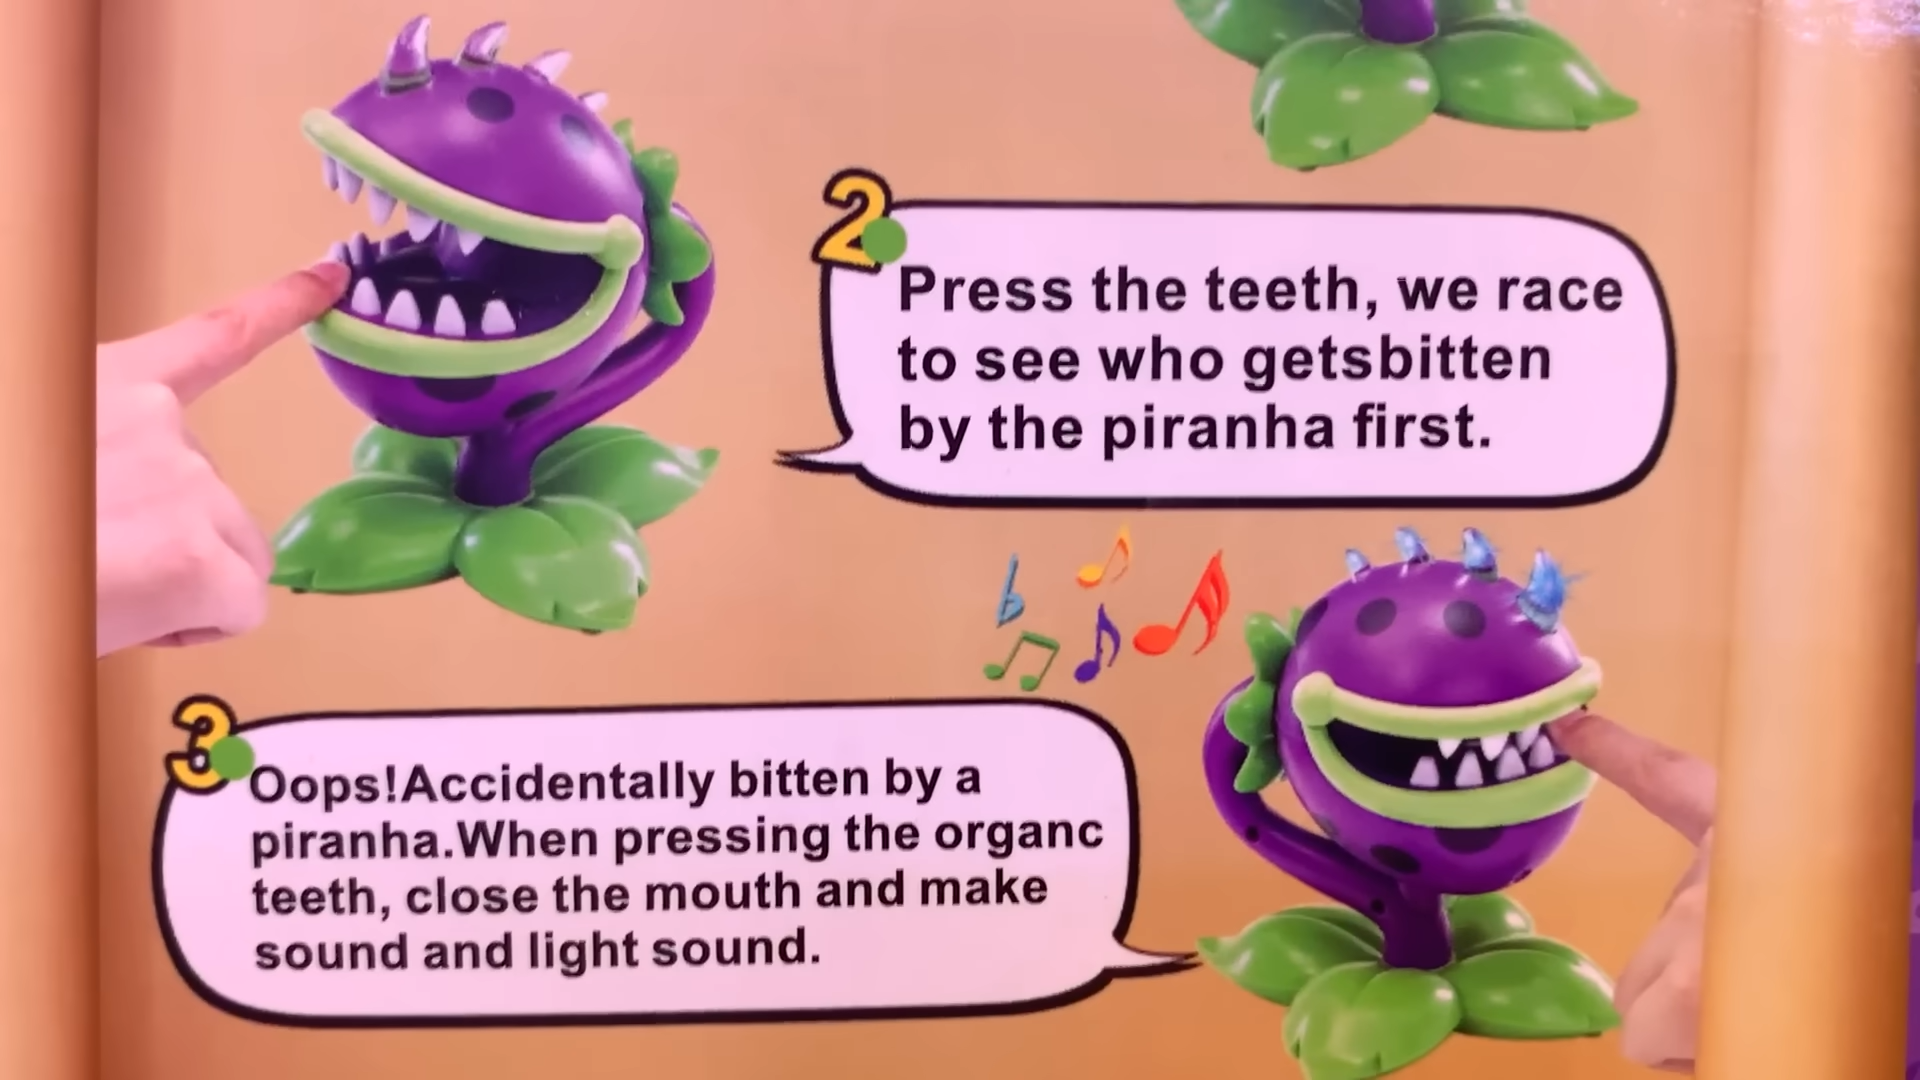 2
Press the teeth, we race
to see who getsbitten
by the piranha first.
3
Oops!Accidentally bitten by a
piranha.When pressing the organc
teeth, close the mouth and make
sound and light sound.